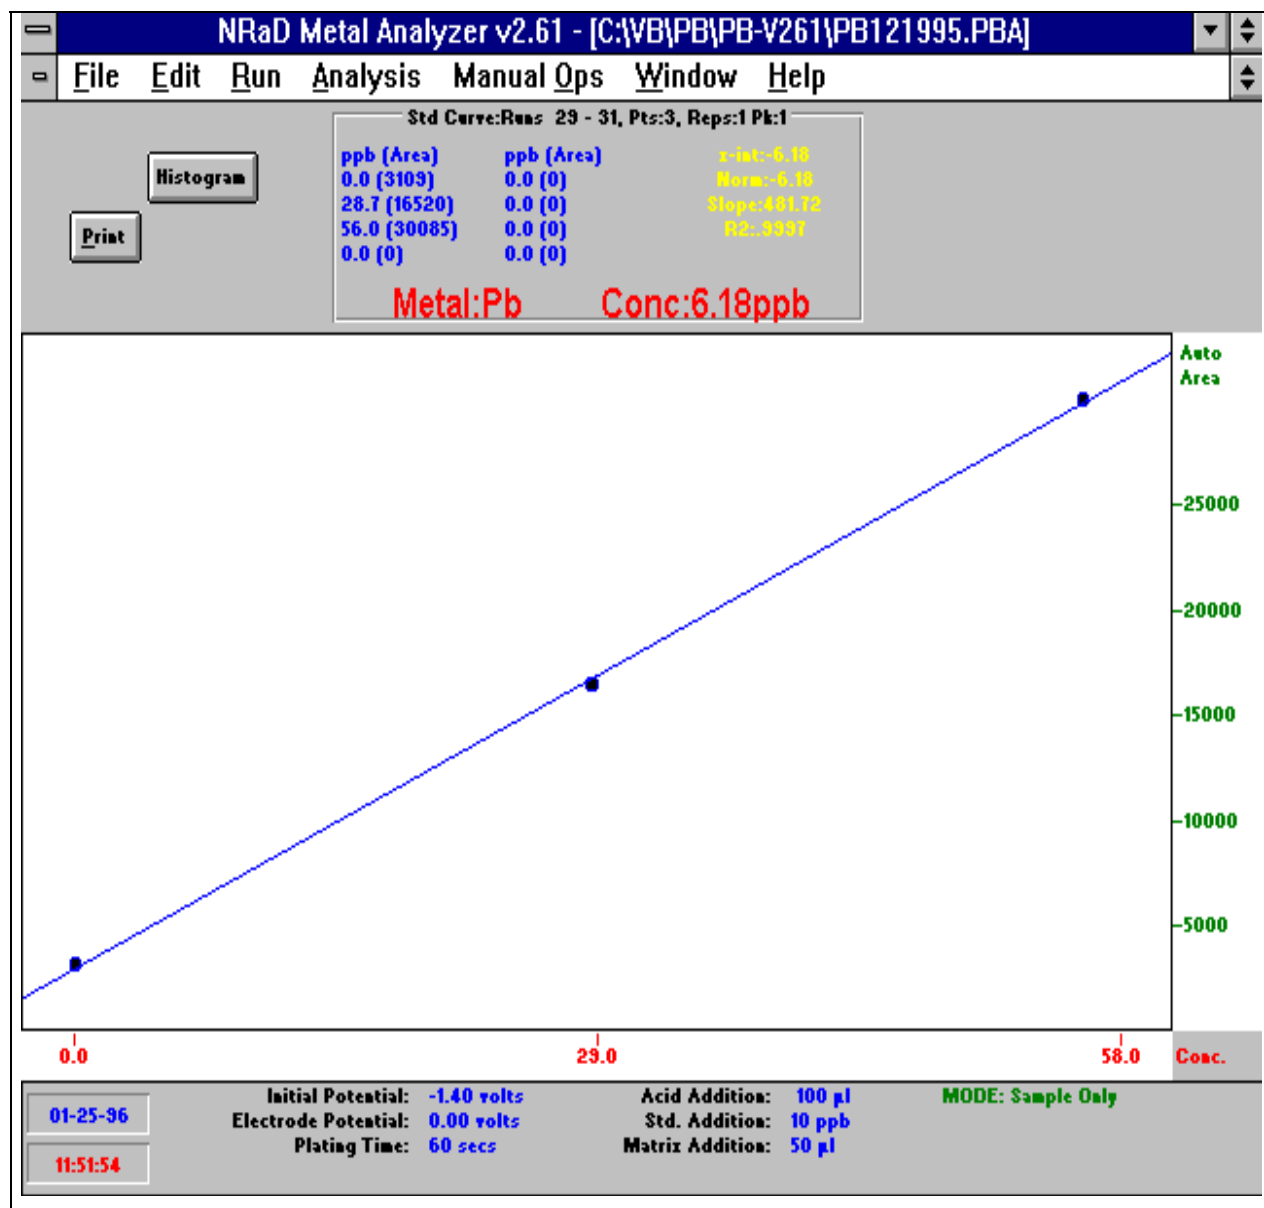 NRaD Metal Analyzer v2.61 - [C:\VB\PB\PB-V261\PB121995.PBA]
File Edit Run Analysis Manual Ops Window Help
Std Curve:Runs 29 - 31, Pts:3, Reps:1 Pk:1
Histogram
Print
ppb (Area) ppb (Area) x-int:-6.18
0.0 (3109) 0.0 (0) Norm:-6.18
28.7 (16520) 0.0 (0) Slope:481.72
56.0 (30085) 0.0 (0) R2:.9997
0.0 (0) 0.0 (0)
Metal:Pb Conc:6.18ppb
Auto
Area
25000
20000
15000
10000
5000
0.0 29.0 58.0 Conc.
01-25-96
11:51:54
Initial Potential: -1.40 volts Acid Addition: 100 µl MODE: Sample Only
Electrode Potential: 0.00 volts Std. Addition: 10 ppb
Plating Time: 60 secs Matrix Addition: 50 µl